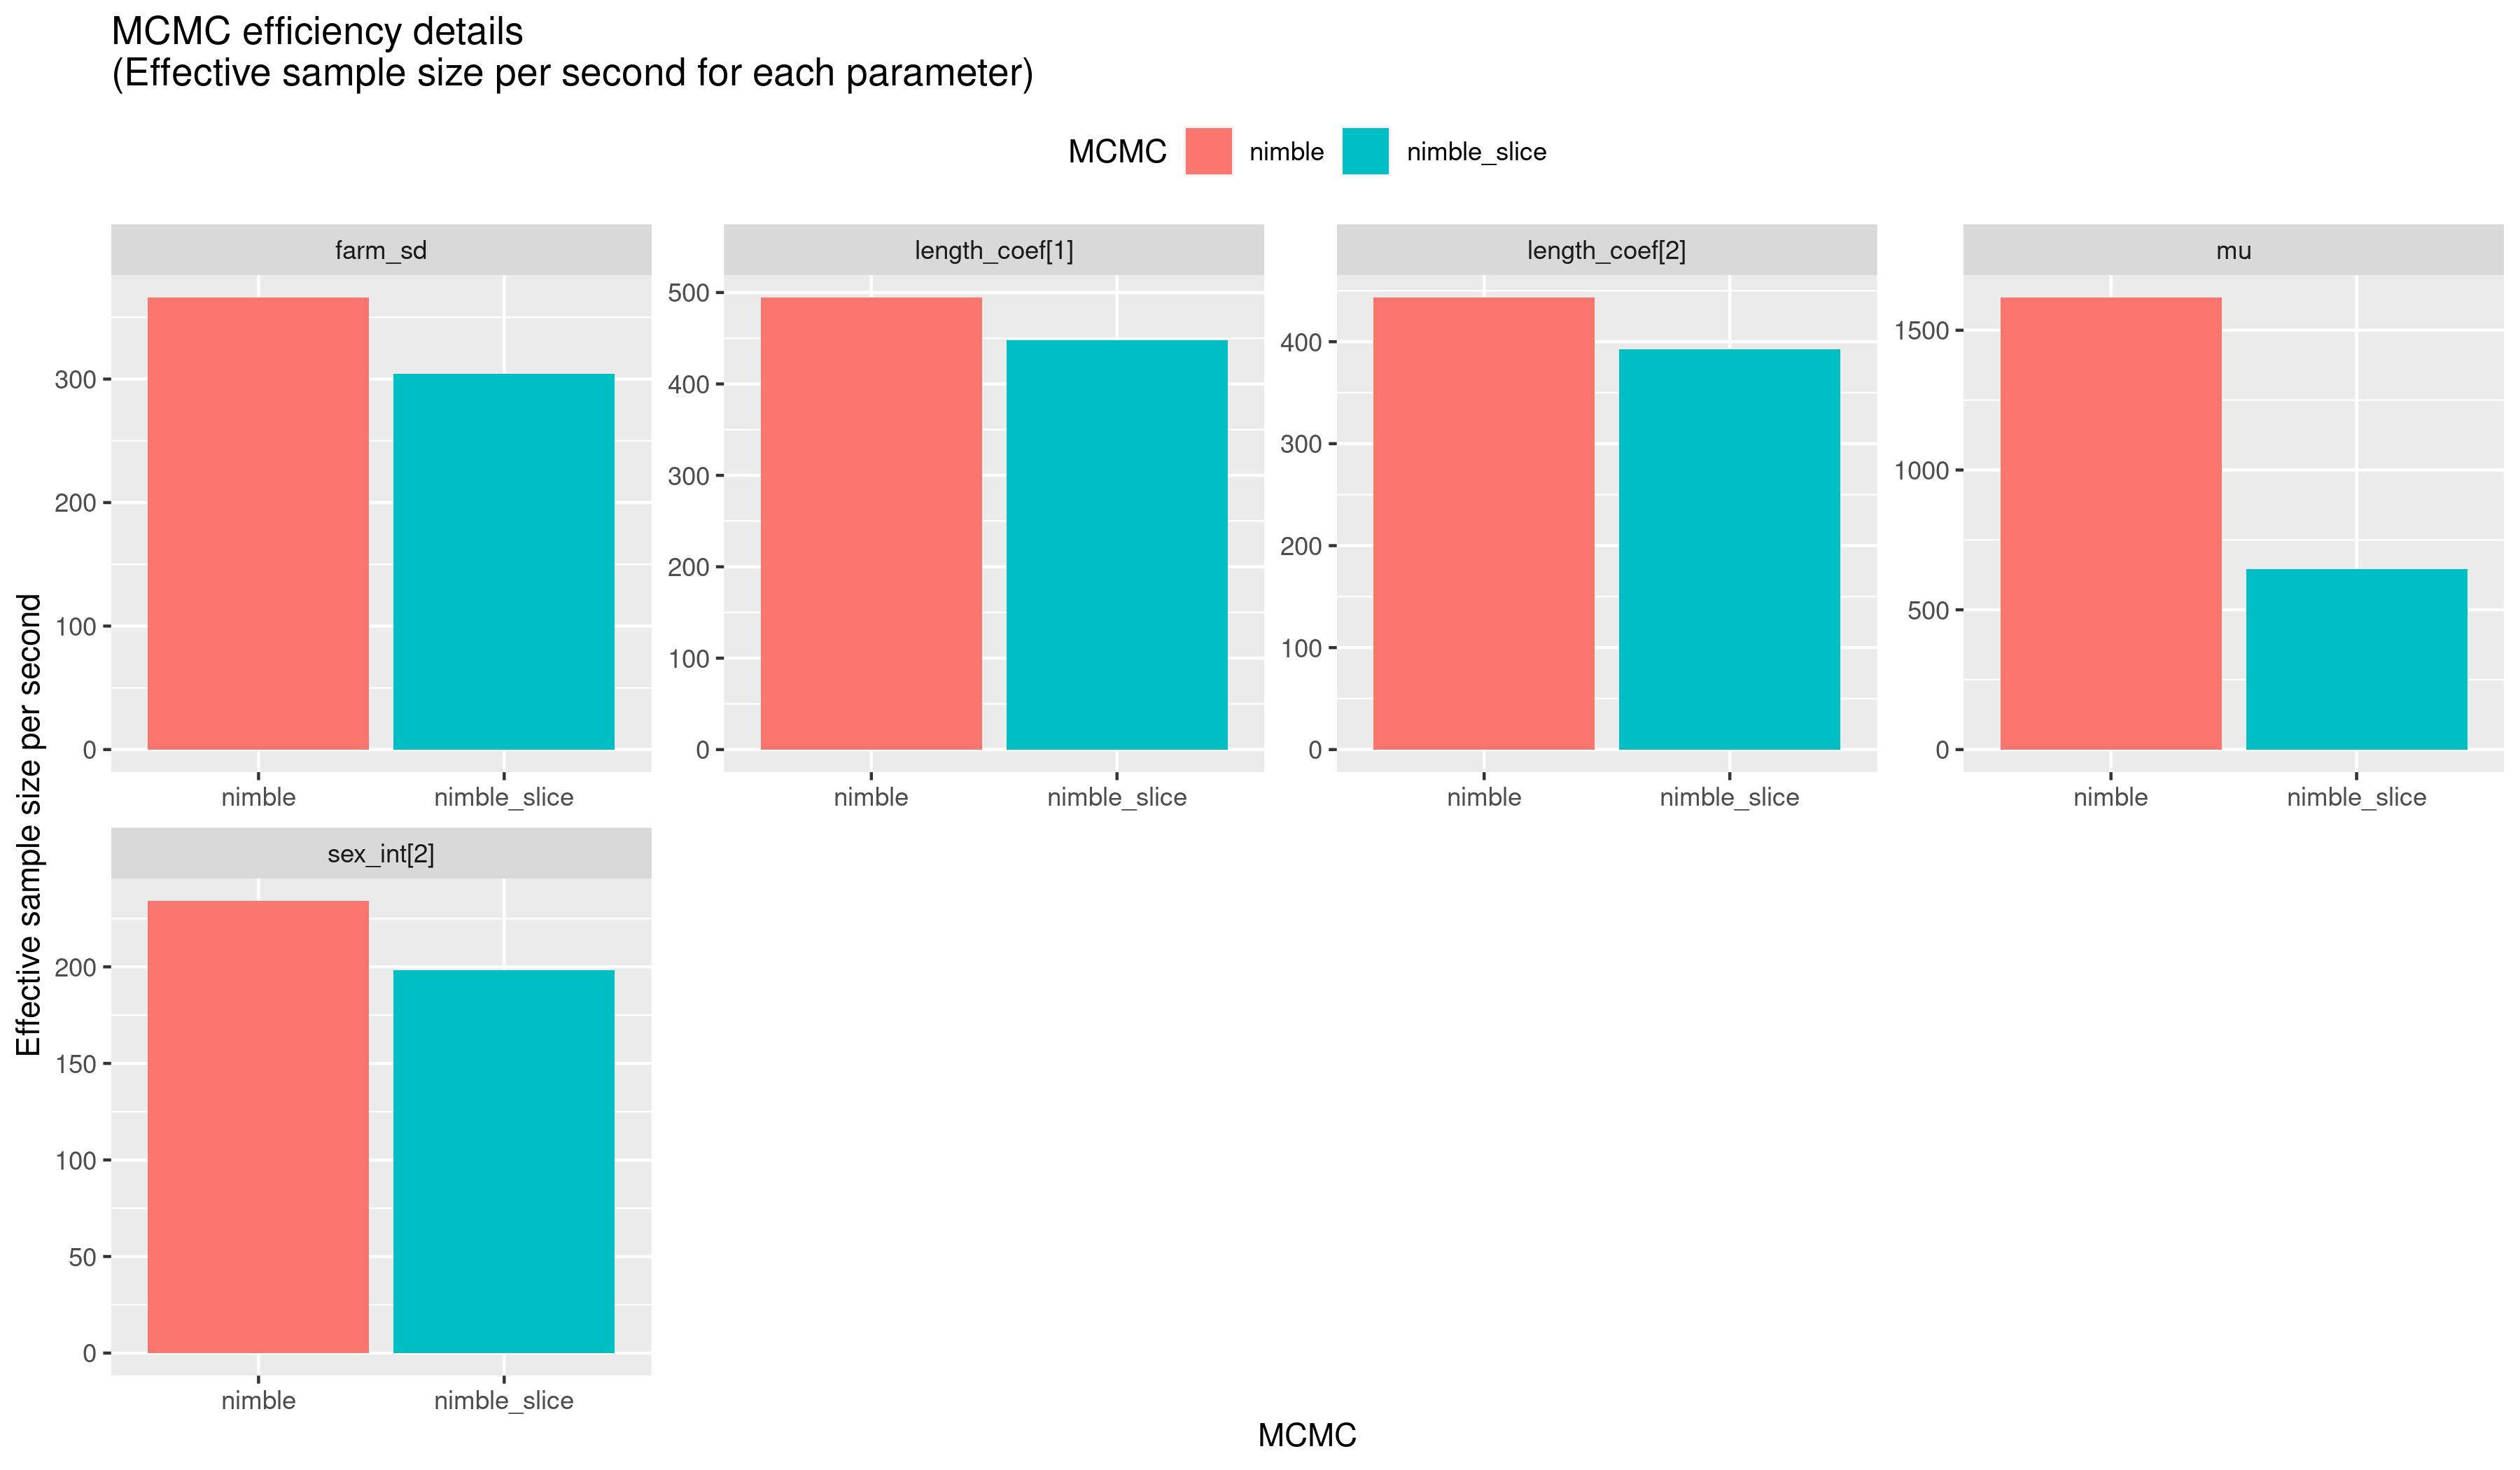 MCMC efficiency details
(Effective sample size per second for each parameter)
MCMC nimble nimble_slice
farm_sd
300
200
100
0
nimble nimble_slice
length_coef[1]
500
400
300
200
100
0
nimble nimble_slice
length_coef[2]
400
300
200
100
0
nimble nimble_slice
mu
1500
1000
500
0
nimble nimble_slice
sex_int[2]
200
150
100
50
0
nimble nimble_slice
Effective sample size per second
MCMC